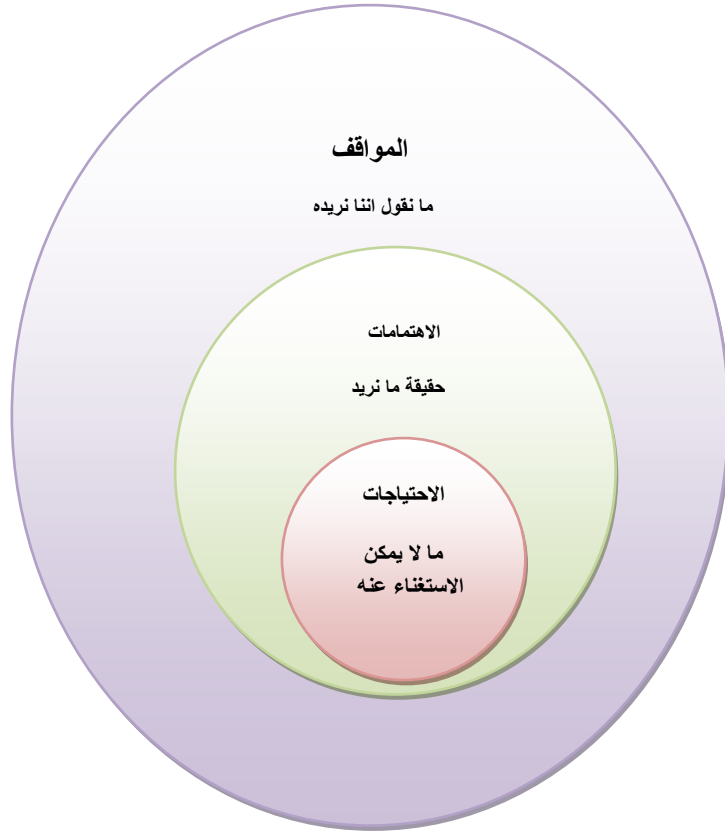 المواقف
ما نقول اننا نريده
الاهتمامات
حقيقة ما نريد
الاحتياجات
ما لا يمكن
الاستغناء عنه